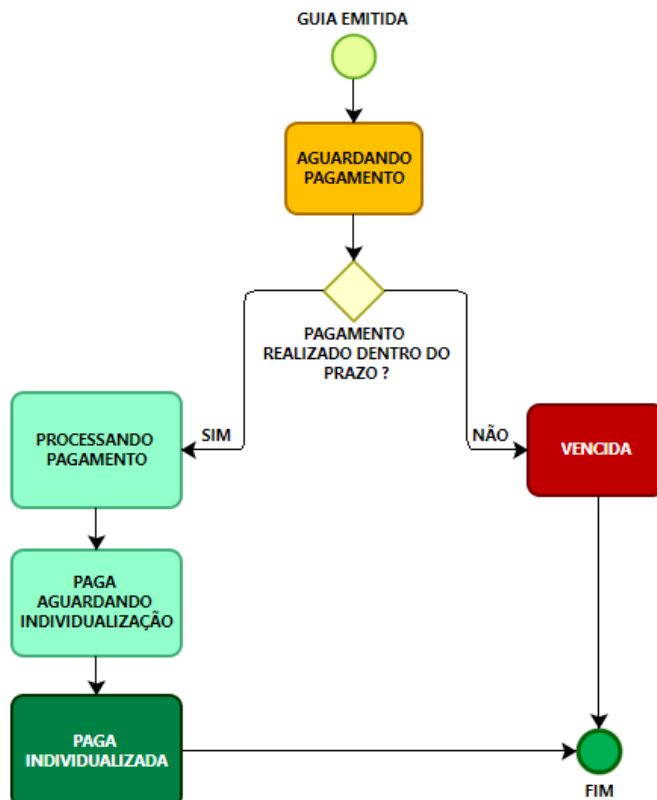 GUIA EMITIDA
AGUARDANDO
PAGAMENTO
PAGAMENTO
REALIZADO DENTRO DO
PRAZO ?
SIM
NÃO
PROCESSANDO
PAGAMENTO
VENCIDA
PAGA
AGUARDANDO
INDIVIDUALIZAÇÃO
PAGA
INDIVIDUALIZADA
FIM